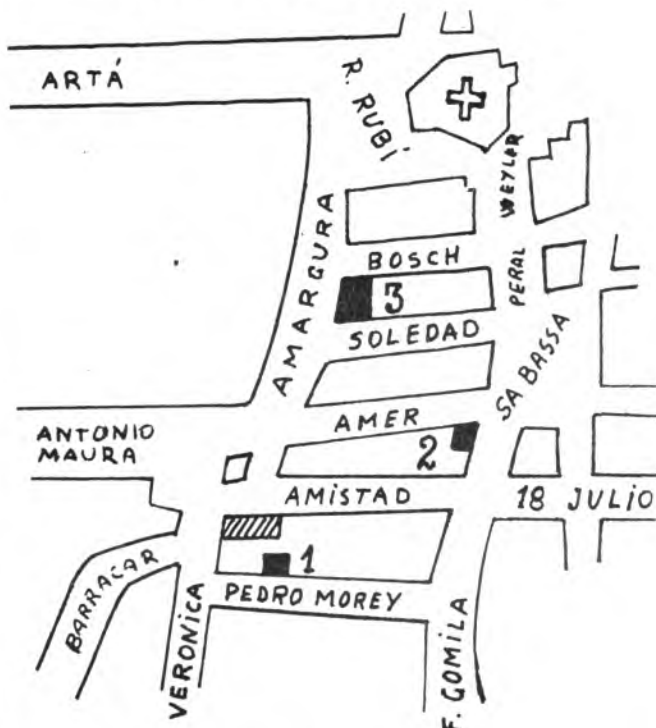 ARTÁ
R. RUBÍ
WEYLER
AMARGURA
BOSCH
PERAL
3
SOLEDAD
SA BASSA
ANTONIO
MAURA
AMER
2
AMISTAD
18 JULIO
1
BARRACAR
VERONICA
PEDRO MOREY
F. GOMILA